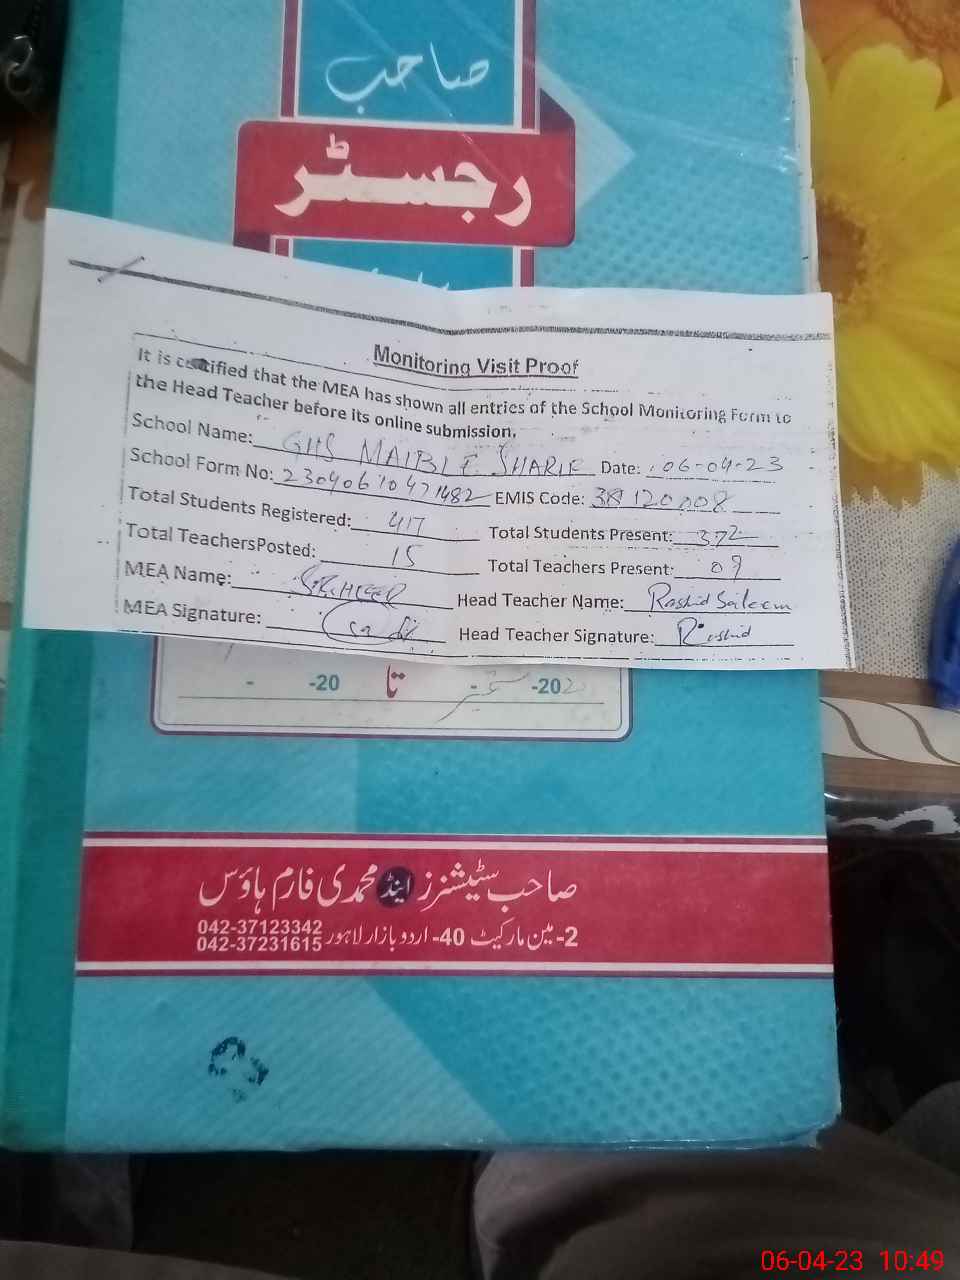 صاحب
رجسٹر
Monitoring Visit Proof
It is certified that the MEA has shown all entries of the School Monitoring Form to
the Head Teacher before its online submission.
School Name: GHS MAIBLE SHARIF Date: 06-04-23
School Form No: 23040610471482 EMIS Code: 38120008
Total Students Registered: 417 Total Students Present: 372
Total TeachersPosted: 15 Total Teachers Present: 09
MEA Name: Head Teacher Name: Rashid Saleem
MEA Signature: Head Teacher Signature: Rashid
- -20 تا - ستمبر -202
صاحب سٹیشنرز اینڈ محمدی فارم ہاؤس
2-مین مارکیٹ 40-اردو بازار لاہور 042-37123342
042-37231615
06-04-23 10:49